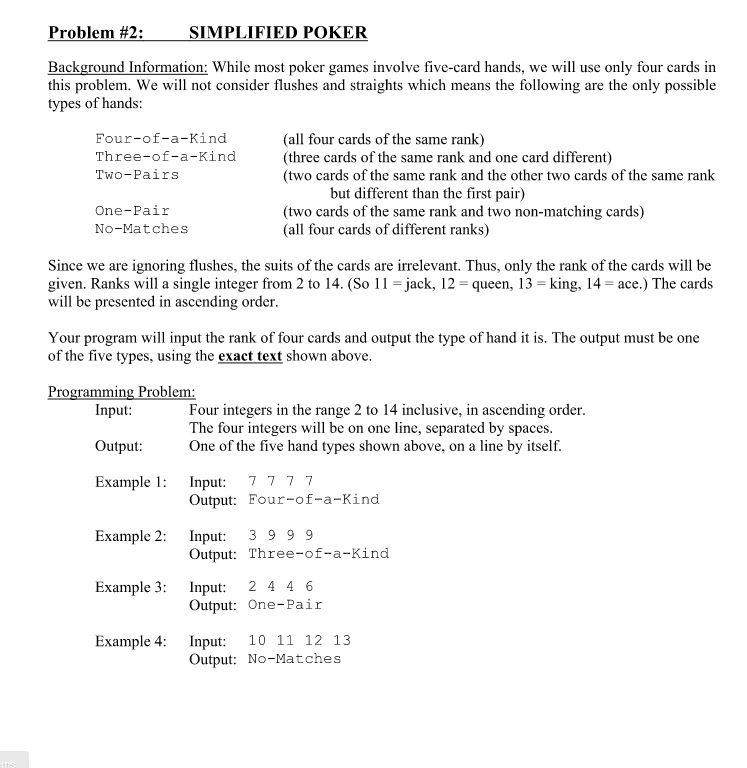 Problem #2: SIMPLIFIED POKER
Background Information: While most poker games involve five-card hands, we will use only four cards in
this problem. We will not consider flushes and straights which means the following are the only possible
types of hands:
Four-of-a-Kind (all four cards of the same rank)
Three-of-a-Kind (three cards of the same rank and one card different)
Two-Pairs (two cards of the same rank and the other two cards of the same rank
but different than the first pair)
One-Pair (two cards of the same rank and two non-matching cards)
No-Matches (all four cards of different ranks)
Since we are ignoring flushes, the suits of the cards are irrelevant. Thus, only the rank of the cards will be
given. Ranks will a single integer from 2 to 14. (So 11 = jack, 12 = queen, 13 = king, 14 = ace.) The cards
will be presented in ascending order.
Your program will input the rank of four cards and output the type of hand it is. The output must be one
of the five types, using the exact text shown above.
Programming Problem:
Input: Four integers in the range 2 to 14 inclusive, in ascending order.
The four integers will be on one line, separated by spaces.
Output: One of the five hand types shown above, on a line by itself.
Example 1: Input: 7 7 7 7
Output: Four-of-a-Kind
Example 2: Input: 3 9 9 9
Output: Three-of-a-Kind
Example 3: Input: 2 4 4 6
Output: One-Pair
Example 4: Input: 10 11 12 13
Output: No-Matches